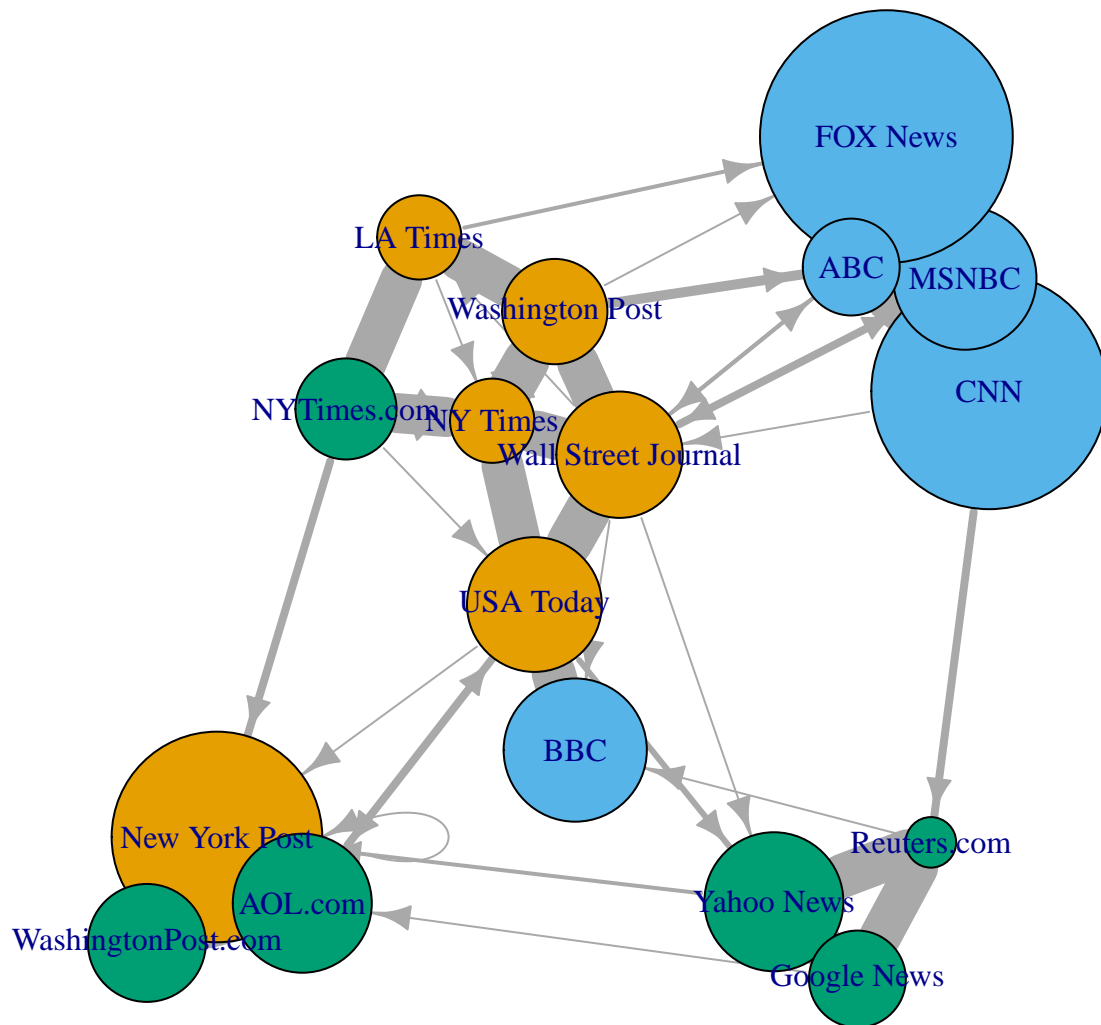 FOX News
LA Times
ABC
MSNBC
Washington Post
CNN
NYTimes.com
NY Times
Wall Street Journal
USA Today
BBC
New York Post
Reuters.com
AOL.com
Yahoo News
WashingtonPost.com
Google News